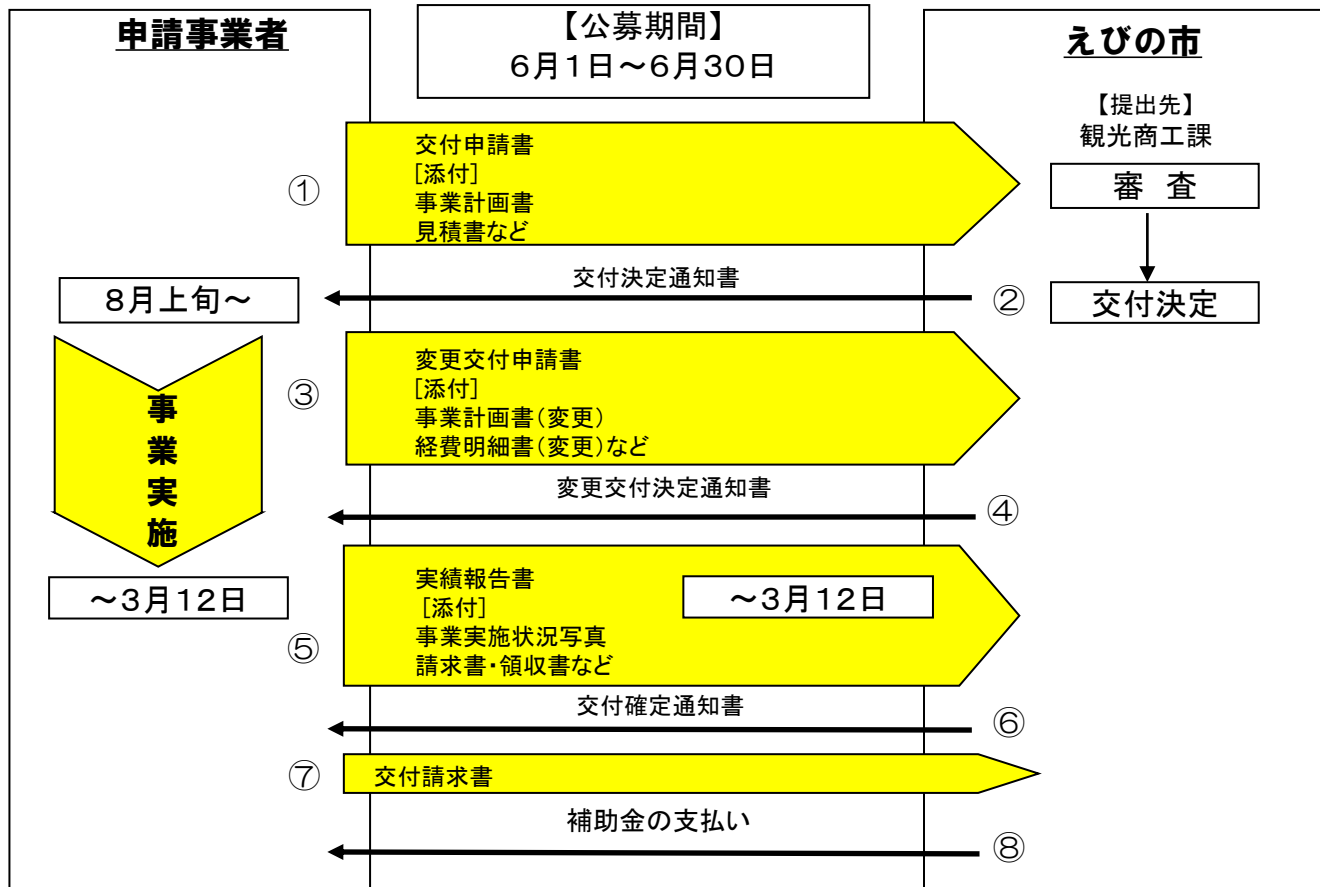 申請事業者
【公募期間】
6月1日～6月30日
えびの市
【提出先】
観光商工課
審 査
交付決定
①
交付申請書
[添付]
事業計画書
見積書など
交付決定通知書
②
8月上旬～
事業実施
③
変更交付申請書
[添付]
事業計画書(変更)
経費明細書(変更)など
変更交付決定通知書
④
～3月12日
⑤
実績報告書
[添付]
事業実施状況写真
請求書・領収書など
～3月12日
交付確定通知書
⑥
⑦
交付請求書
補助金の支払い
⑧